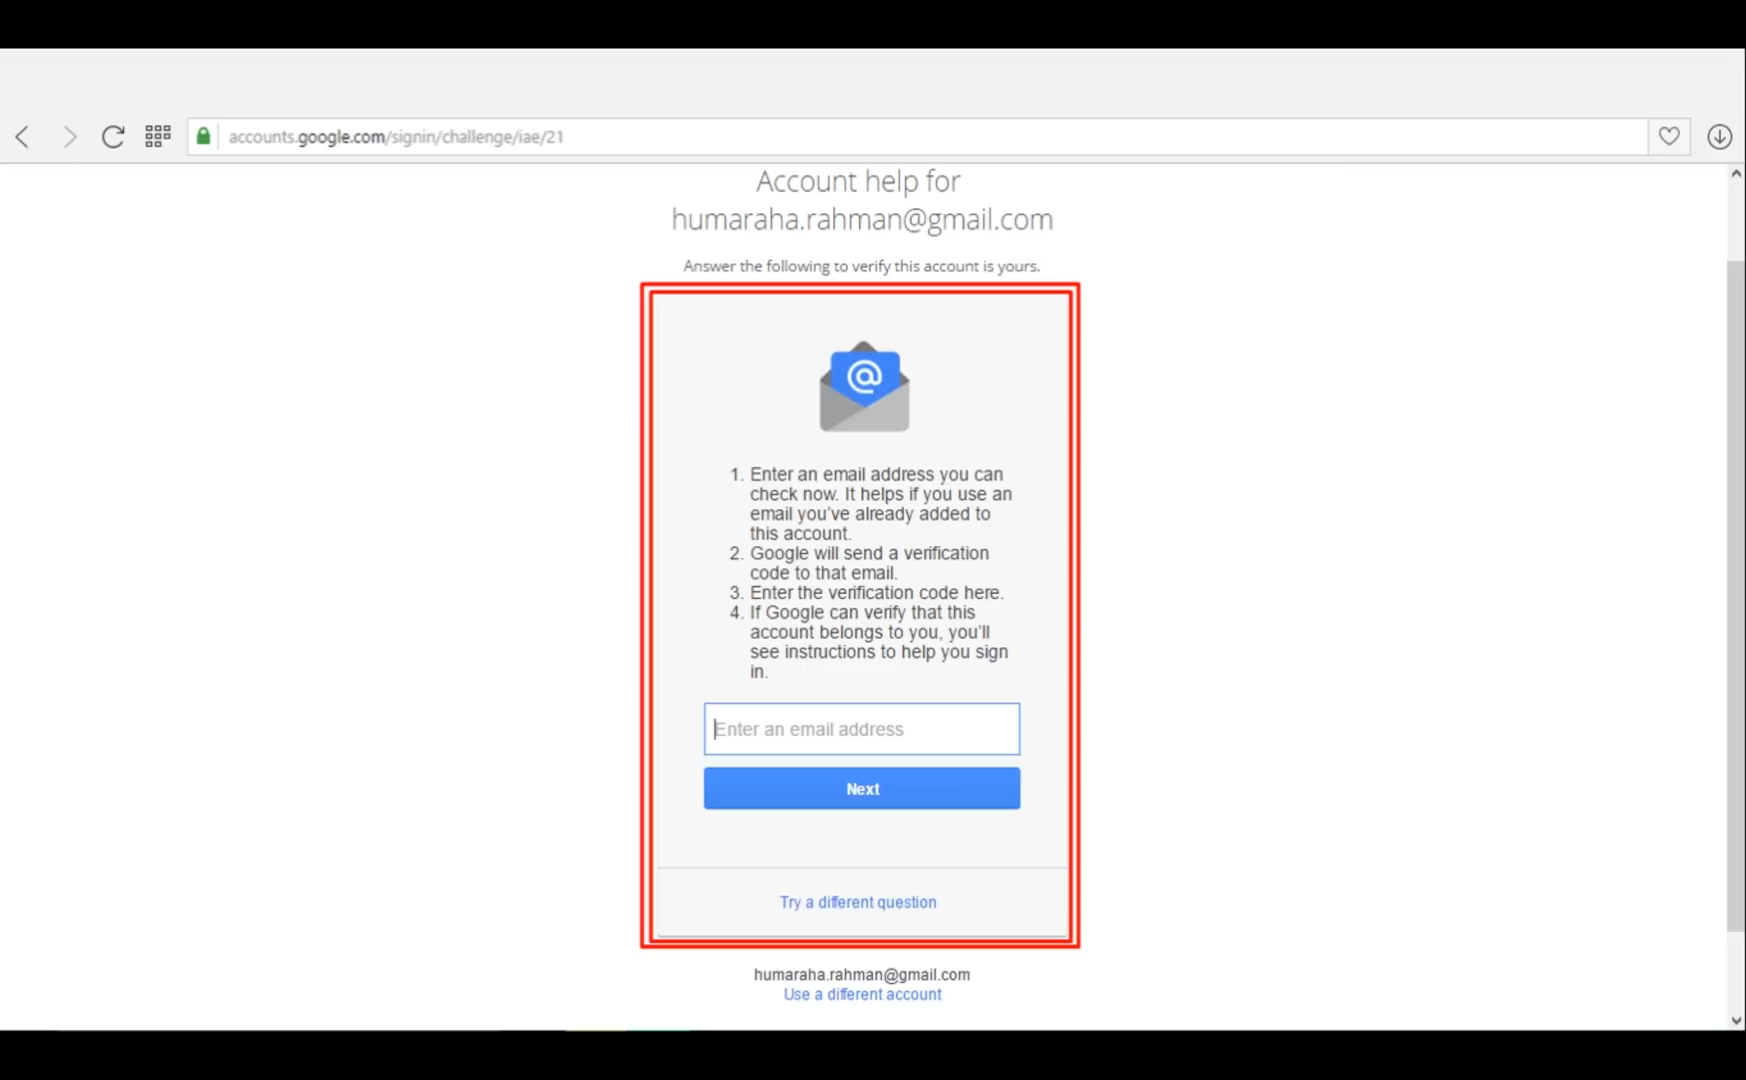 accounts.google.com/signin/challenge/iae/21
Account help for
humaraha.rahman@gmail.com
Answer the following to verify this account is yours.
@
1. Enter an email address you can
check now. It helps if you use an
email you've already added to
this account.
2. Google will send a verification
code to that email.
3. Enter the verification code here.
4. If Google can verify that this
account belongs to you, you'll
see instructions to help you sign
in.
Enter an email address
Next
Try a different question
humaraha.rahman@gmail.com
Use a different account